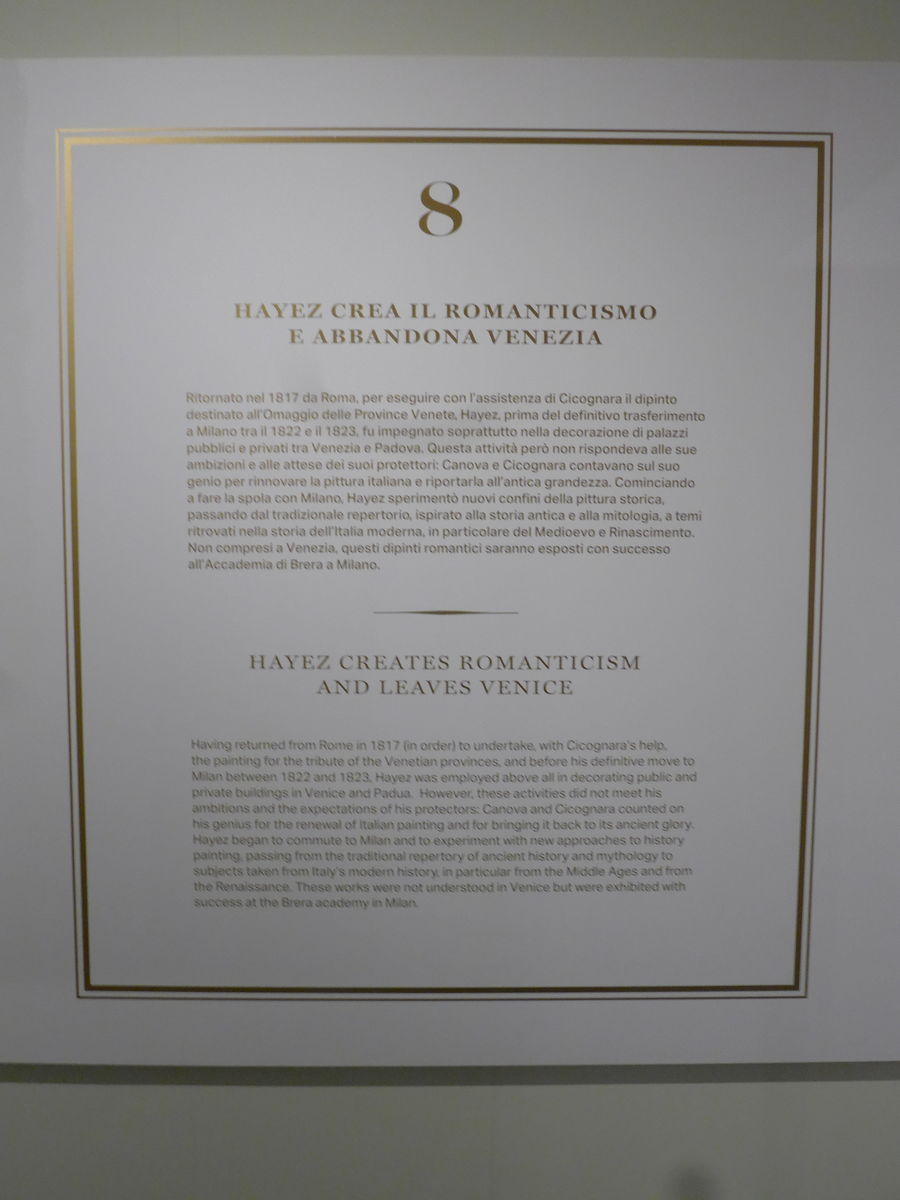 8
HAYEZ CREA IL ROMANTICISMO
E ABBANDONA VENEZIA
Ritornato nel 1817 da Roma, per eseguire con l'assistenza di Cicognara il dipinto
destinato all'Omaggio delle Province Venete, Hayez, prima del definitivo trasferimento
a Milano tra il 1822 e il 1823, fu impegnato soprattutto nella decorazione di palazzi
pubblici e privati tra Venezia e Padova. Questa attività però non rispondeva alle sue
ambizioni e alle attese dei suoi protettori: Canova e Cicognara contavano sul suo
genio per rinnovare la pittura italiana e riportarla all'antica grandezza. Cominciando
a fare la spola con Milano, Hayez sperimentò nuovi confini della pittura storica,
passando dal tradizionale repertorio, ispirato alla storia antica e alla mitologia, a temi
ritrovati nella storia dell'Italia moderna, in particolare del Medioevo e Rinascimento.
Non compresi a Venezia, questi dipinti romantici saranno esposti con successo
all'Accademia di Brera a Milano.
HAYEZ CREATES ROMANTICISM
AND LEAVES VENICE
Having returned from Rome in 1817 (in order) to undertake, with Cicognara's help,
the painting for the tribute of the Venetian provinces, and before his definitive move to
Milan between 1822 and 1823, Hayez was employed above all in decorating public and
private buildings in Venice and Padua. However, these activities did not meet his
ambitions and the expectations of his protectors: Canova and Cicognara counted on
his genius for the renewal of Italian painting and for bringing it back to its ancient glory.
Hayez began to commute to Milan and to experiment with new approaches to history
painting, passing from the traditional repertory of ancient history and mythology to
subjects taken from Italy's modern history, in particular from the Middle Ages and from
the Renaissance. These works were not understood in Venice but were exhibited with
success at the Brera academy in Milan.